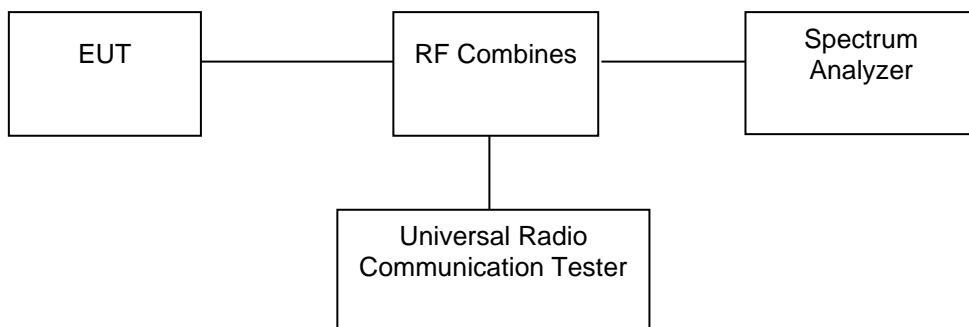 EUT
RF Combines
Spectrum
Analyzer
Universal Radio
Communication Tester